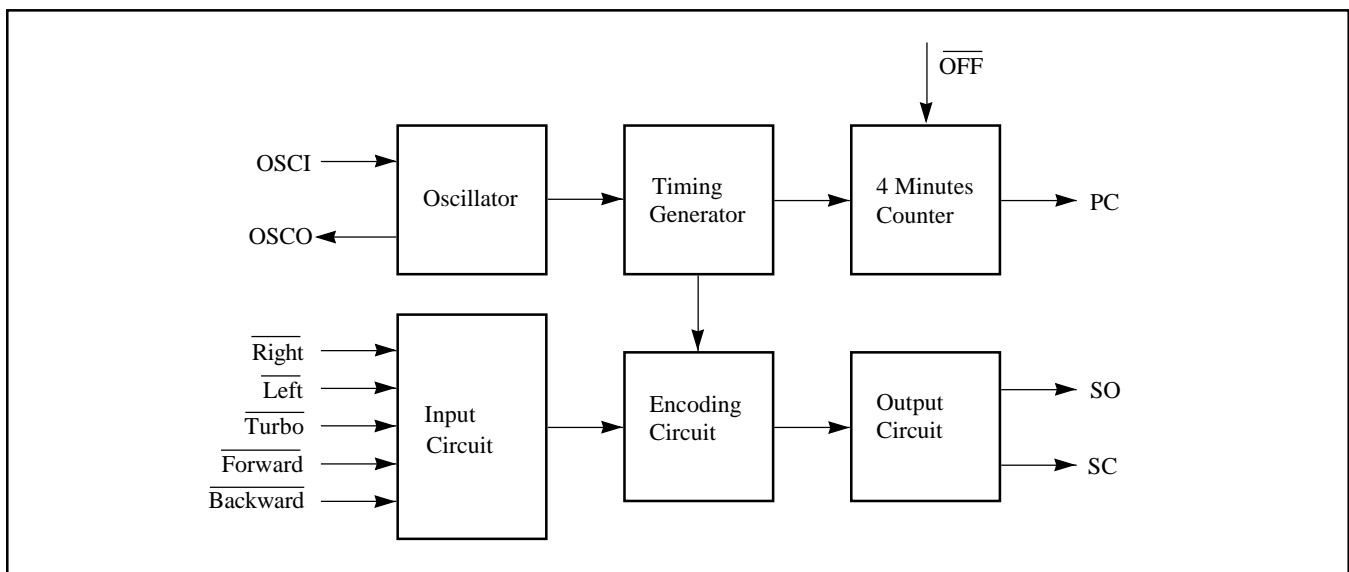 OFF
OSCI
OSCO
Oscillator
Timing
Generator
4 Minutes
Counter
PC
Right
Left
Turbo
Forward
Backward
Input
Circuit
Encoding
Circuit
Output
Circuit
SO
SC